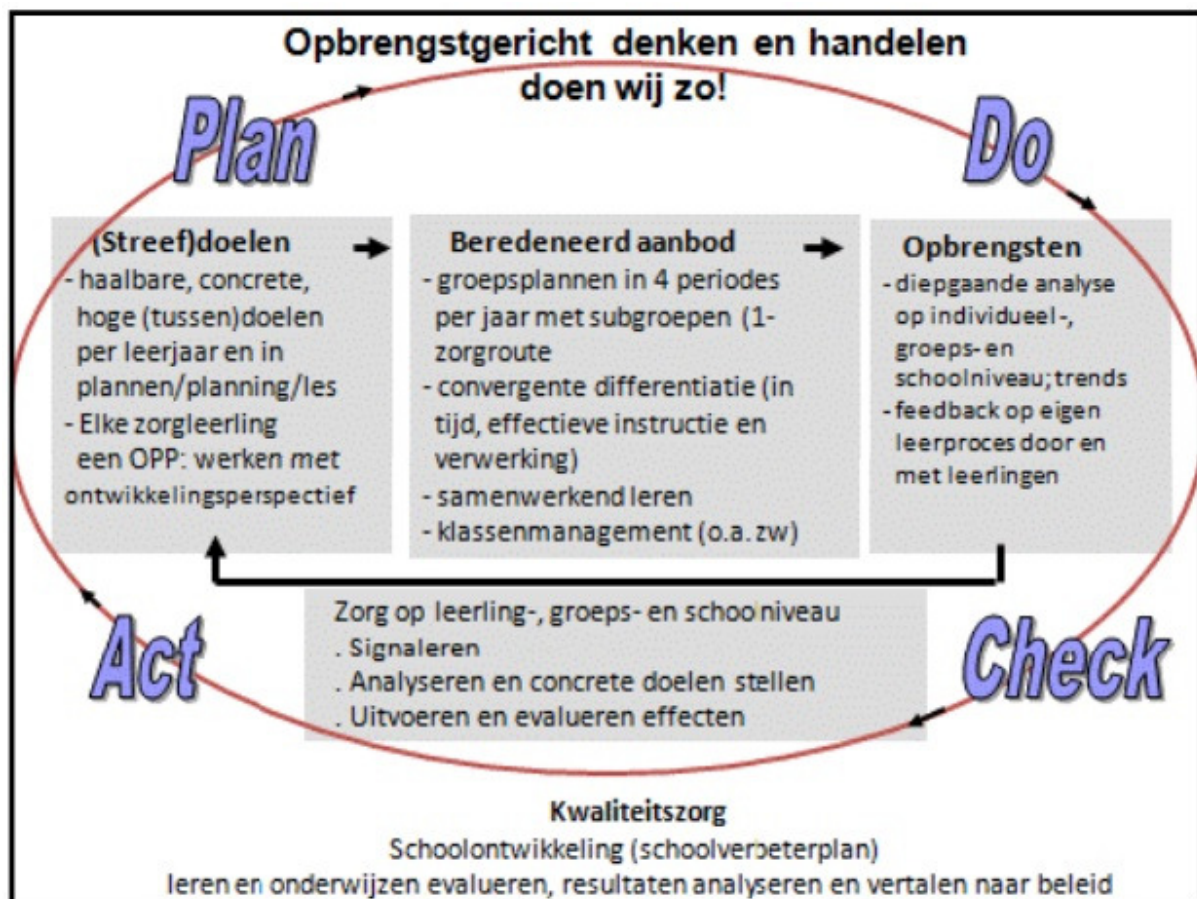 Opbrengstgericht denken en handelen
doen wij zo!
Plan
Do
(Streef)doelen
- haalbare, concrete,
hoge (tussen)doelen
per leerjaar en in
plannen/planning/les
- Elke zorgleerling
een OPP: werken met
ontwikkelingsperspectief
Beredeneerd aanbod
- groepsplannen in 4 periodes
per jaar met subgroepen (1-
zorgroute
- convergente differentiatie (in
tijd, effectieve instructie en
verwerking)
- samenwerkend leren
- klassenmanagement (o.a. zw)
Opbrengsten
- diepgaande analyse
op individueel-,
groeps- en
schoolniveau; trends
- feedback op eigen
leerproces door en
met leerlingen
Act
Check
Zorg op leerling-, groeps- en schoolniveau
. Signaleren
. Analyseren en concrete doelen stellen
. Uitvoeren en evalueren effecten
Kwaliteitszorg
Schoolontwikkeling (schoolverbeterplan)
leren en onderwijzen evalueren, resultaten analyseren en vertalen naar beleid